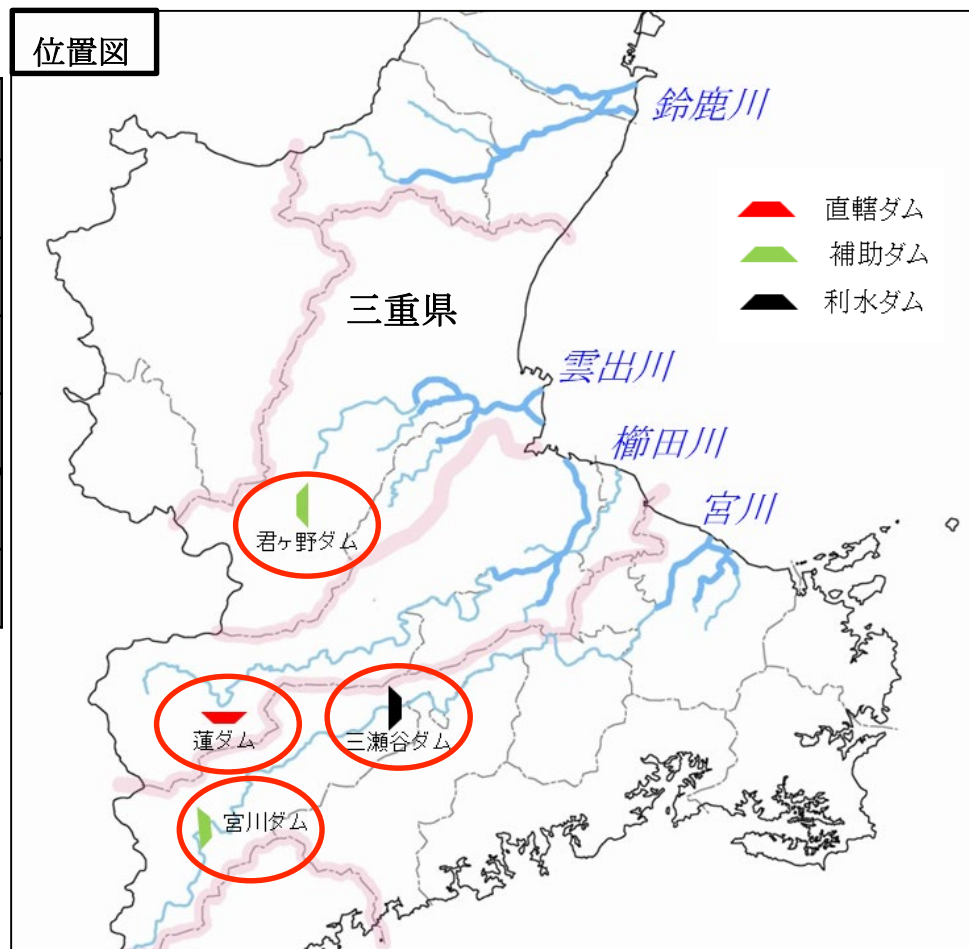 位置図
鈴鹿川
直轄ダム
補助ダム
利水ダム
三重県
雲出川
櫛田川
宮川
君ヶ野ダム
蓮ダム
三瀬谷ダム
宮川ダム